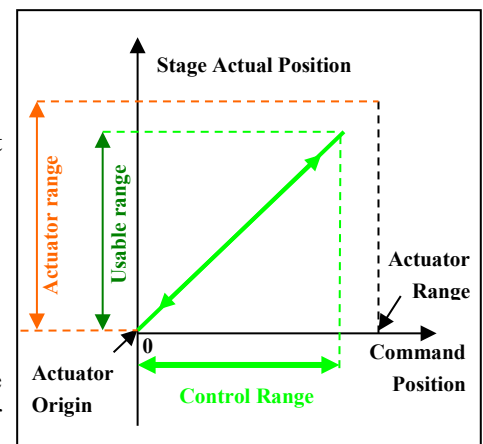 Stage Actual Position
Actuator range
Usable range
Actuator
Range
0
Command
Position
Actuator
Origin
Control Range